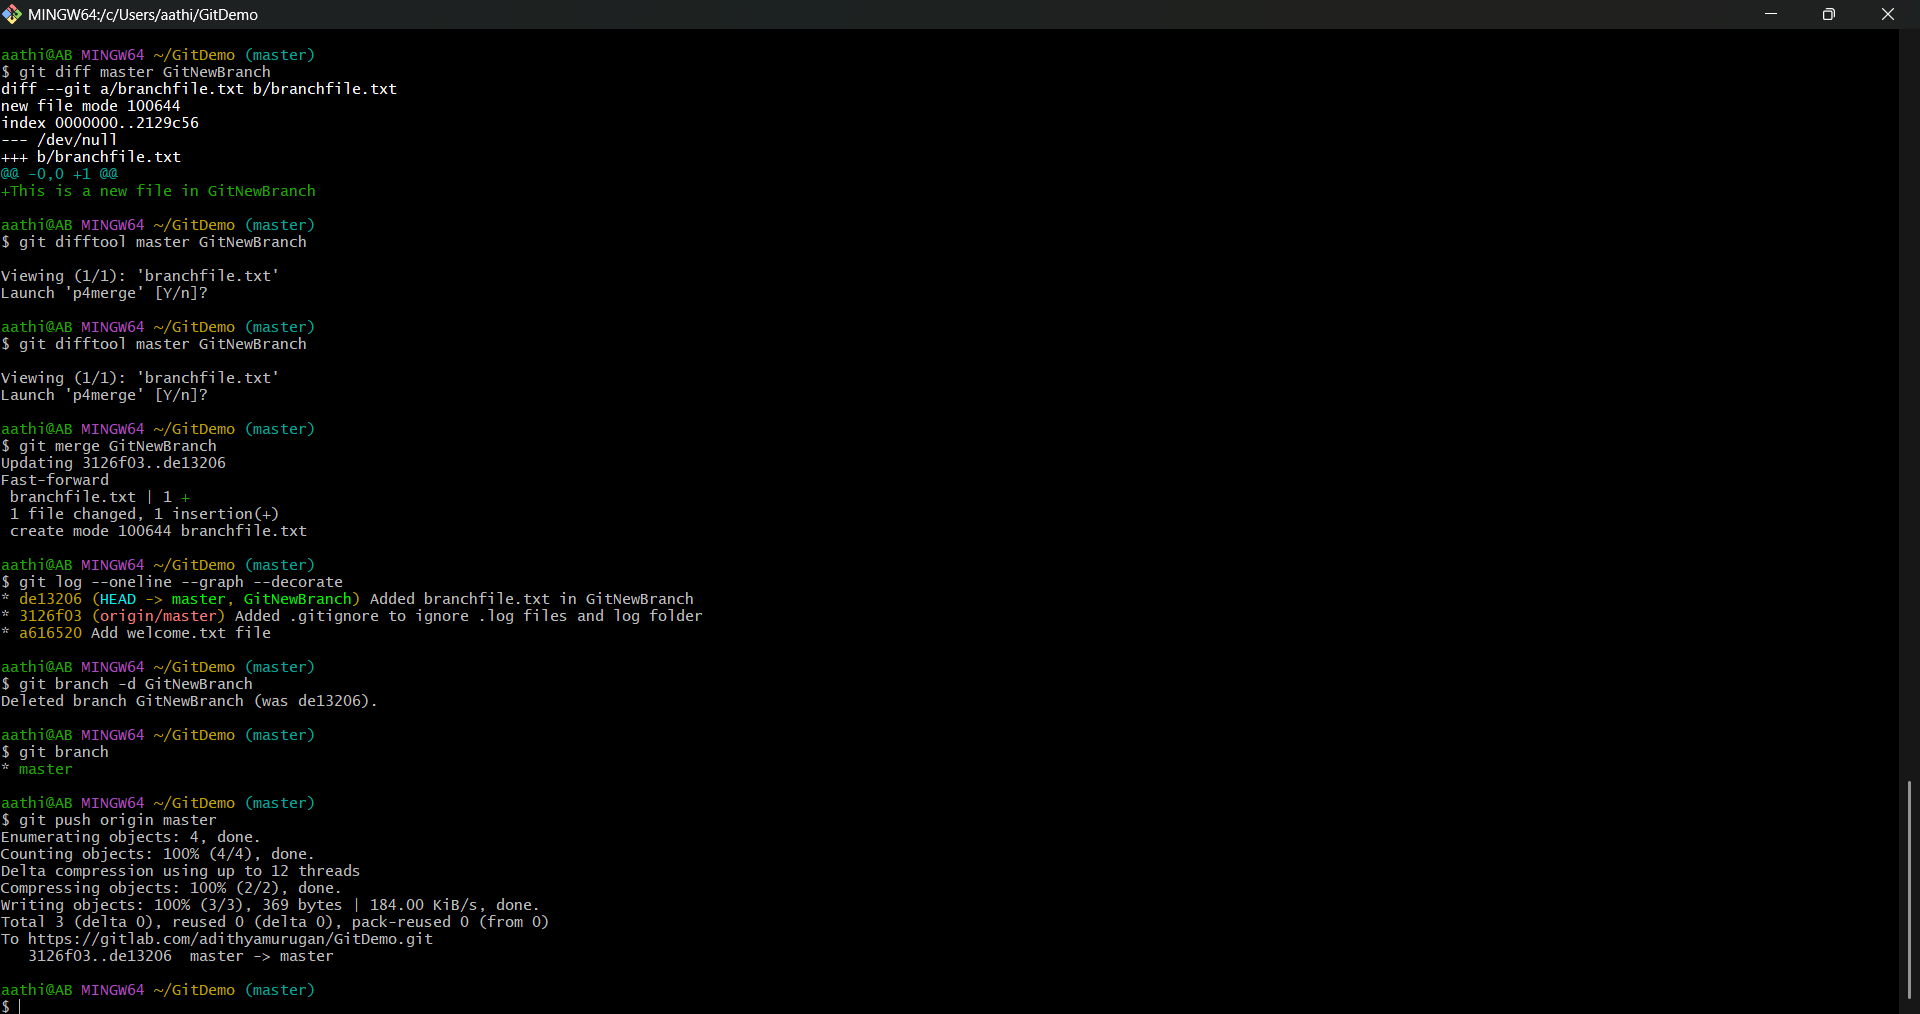 MINGW64:/c/Users/aathi/GitDemo
aathi@AB MINGW64 ~/GitDemo (master)
$ git diff master GitNewBranch
diff --git a/branchfile.txt b/branchfile.txt
new file mode 100644
index 0000000..2129c56
--- /dev/null
+++ b/branchfile.txt
@@ -0,0 +1 @@
+This is a new file in GitNewBranch
aathi@AB MINGW64 ~/GitDemo (master)
$ git difftool master GitNewBranch
Viewing (1/1): 'branchfile.txt'
Launch 'p4merge' [Y/n]?
aathi@AB MINGW64 ~/GitDemo (master)
$ git difftool master GitNewBranch
Viewing (1/1): 'branchfile.txt'
Launch 'p4merge' [Y/n]?
aathi@AB MINGW64 ~/GitDemo (master)
$ git merge GitNewBranch
Updating 3126f03..de13206
Fast-forward
 branchfile.txt | 1 +
 1 file changed, 1 insertion(+)
 create mode 100644 branchfile.txt
aathi@AB MINGW64 ~/GitDemo (master)
$ git log --oneline --graph --decorate
* de13206 (HEAD -> master, GitNewBranch) Added branchfile.txt in GitNewBranch
* 3126f03 (origin/master) Added .gitignore to ignore .log files and log folder
* a616520 Add welcome.txt file
aathi@AB MINGW64 ~/GitDemo (master)
$ git branch -d GitNewBranch
Deleted branch GitNewBranch (was de13206).
aathi@AB MINGW64 ~/GitDemo (master)
$ git branch
* master
aathi@AB MINGW64 ~/GitDemo (master)
$ git push origin master
Enumerating objects: 4, done.
Counting objects: 100% (4/4), done.
Delta compression using up to 12 threads
Compressing objects: 100% (2/2), done.
Writing objects: 100% (3/3), 369 bytes | 184.00 KiB/s, done.
Total 3 (delta 0), reused 0 (delta 0), pack-reused 0 (from 0)
To https://gitlab.com/adithyamurugan/GitDemo.git
   3126f03..de13206  master -> master
aathi@AB MINGW64 ~/GitDemo (master)
$